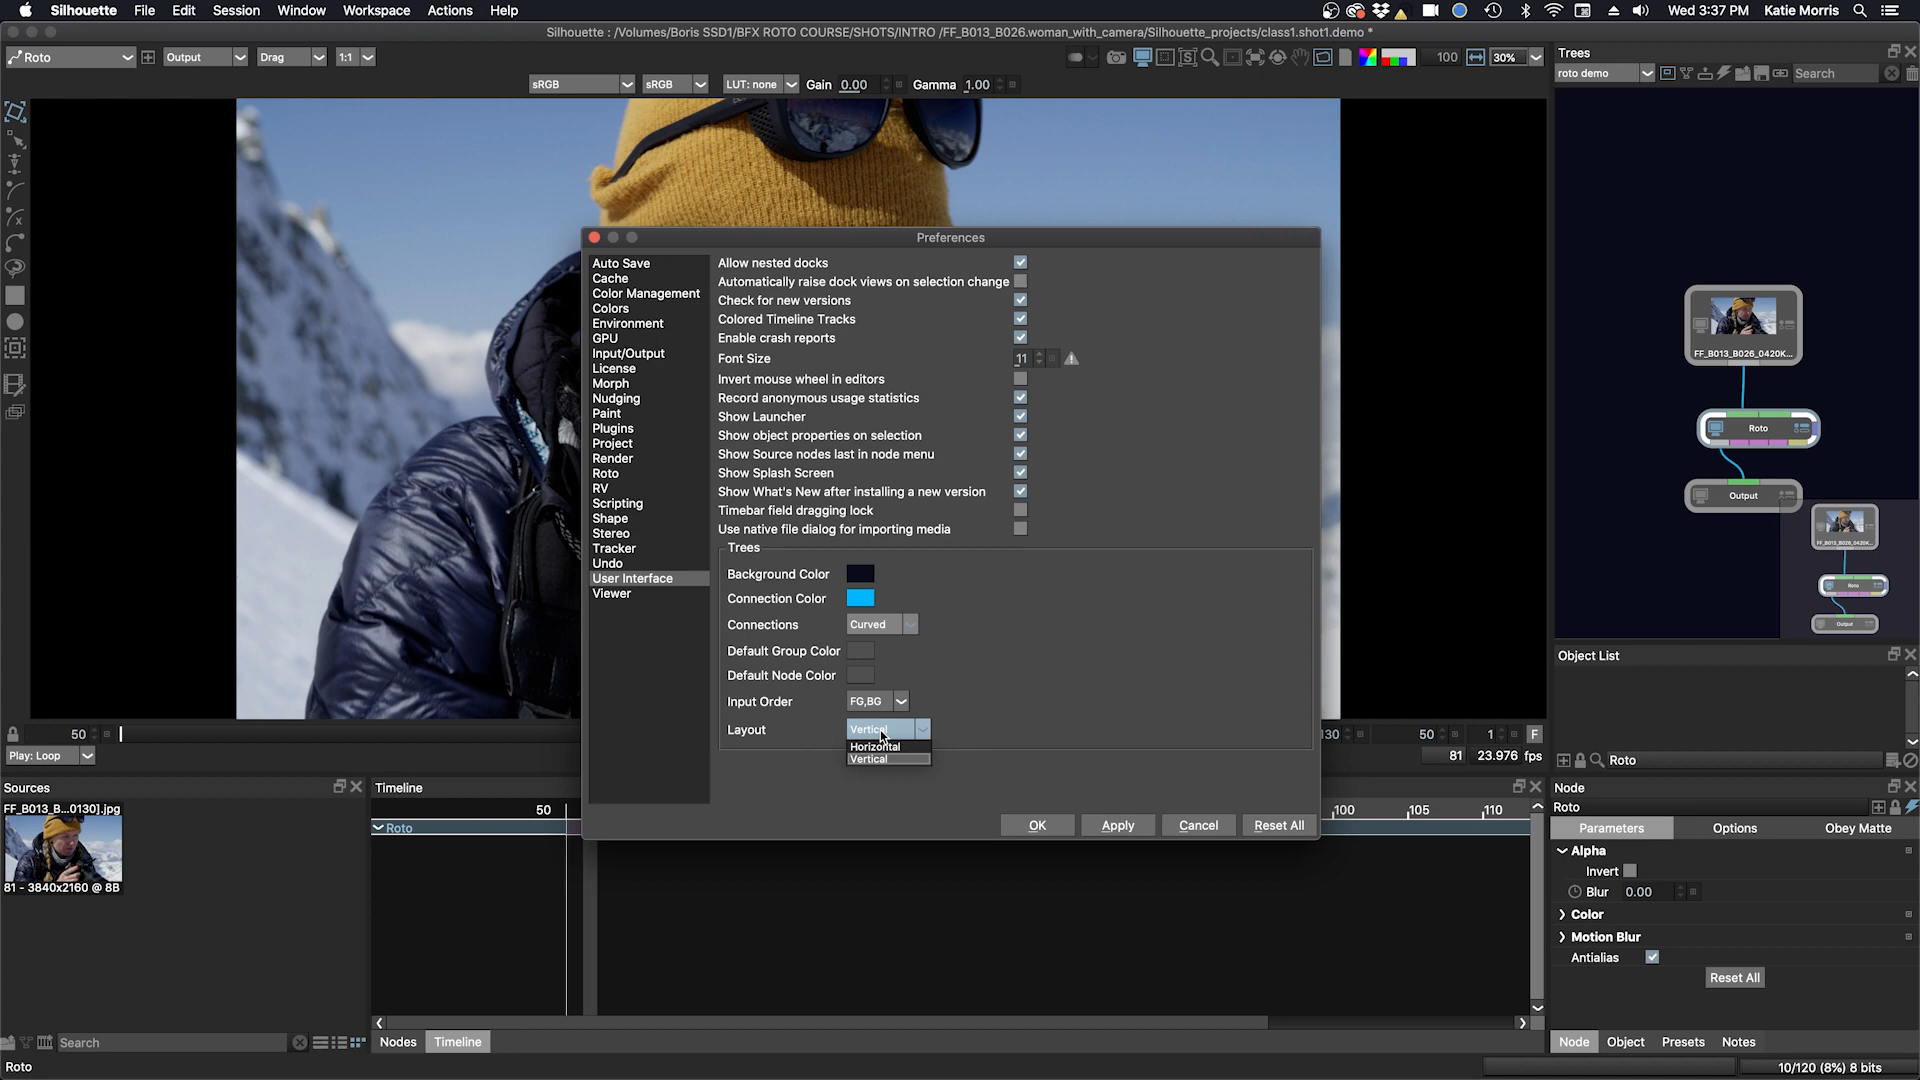 Silhouette File Edit Session Window Workspace Actions Help
Wed 3:37 PM Katie Morris
Silhouette : /Volumes/Boris SSD1/BFX ROTO COURSE/SHOTS/INTRO /FF_B013_B026.woman_with_camera/Silhouette_projects/class1.shot1.demo *
Roto Output Drag 1:1
100 30%
sRGB sRGB LUT: none Gain 0.00 Gamma 1.00
Trees
roto demo Search
FF_B013_B026_0420K...
Roto
Output
FF_B013_B026_0420K...
Roto
Output
Preferences
Auto Save
Cache
Color Management
Colors
Environment
GPU
Input/Output
License
Morph
Nudging
Paint
Plugins
Project
Render
Roto
RV
Scripting
Shape
Stereo
Tracker
Undo
User Interface
Viewer
Allow nested docks
Automatically raise dock views on selection change
Check for new versions
Colored Timeline Tracks
Enable crash reports
Font Size 11
Invert mouse wheel in editors
Record anonymous usage statistics
Show Launcher
Show object properties on selection
Show Source nodes last in node menu
Show Splash Screen
Show What's New after installing a new version
Timebar field dragging lock
Use native file dialog for importing media
Trees
Background Color
Connection Color
Connections Curved
Default Group Color
Default Node Color
Input Order FG,BG
Layout Vertical
Horizontal
Vertical
OK Apply Cancel Reset All
Object List
Roto
50
130 50 1 F
Play: Loop
81 23.976 fps
Sources
FF_B013_B...0130].jpg
81 - 3840x2160 @ 8B
Search
Timeline
50 100 105 110
Roto
Nodes Timeline
Node
Roto
Parameters Options Obey Matte
Alpha
Invert
Blur 0.00
Color
Motion Blur
Antialias
Reset All
Node Object Presets Notes
Roto
10/120 (8%) 8 bits